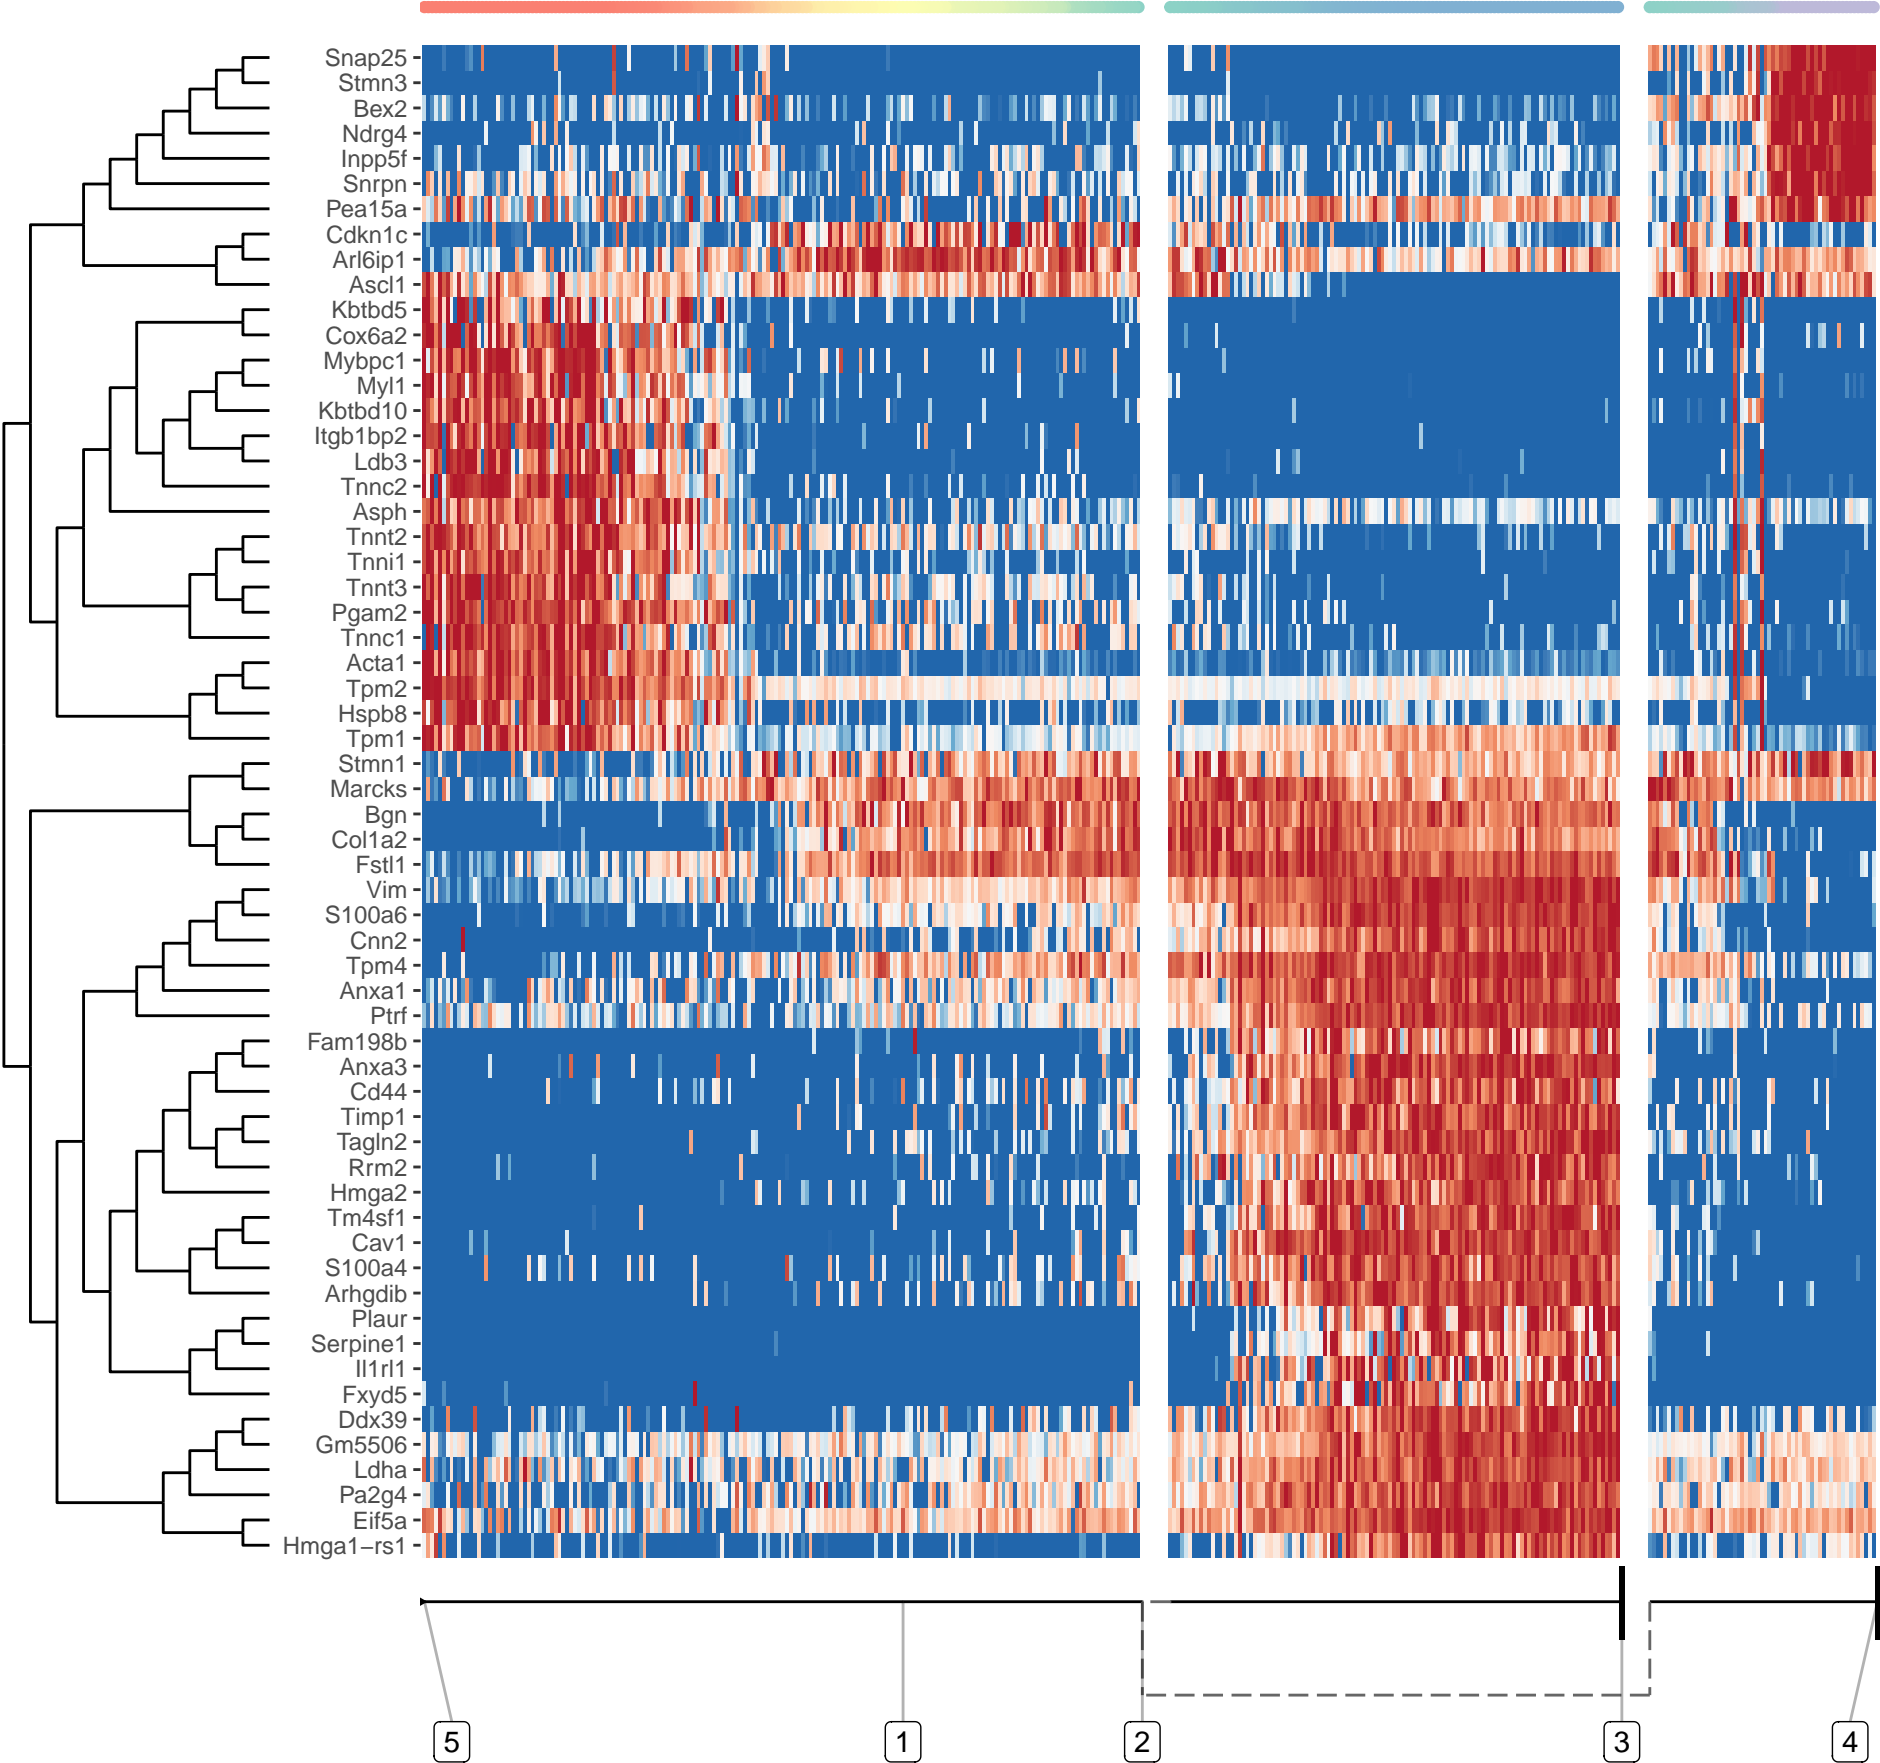 Snap25
Stmn3
Bex2
Ndrg4
Inpp5f
Snrpn
Pea15a
Cdkn1c
Arl6ip1
Ascl1
Kbtbd5
Cox6a2
Mybpc1
Myl1
Kbtbd10
Itgb1bp2
Ldb3
Tnnc2
Asph
Tnnt2
Tnni1
Tnnt3
Pgam2
Tnnc1
Acta1
Tpm2
Hspb8
Tpm1
Stmn1
Marcks
Bgn
Col1a2
Fstl1
Vim
S100a6
Cnn2
Tpm4
Anxa1
Ptrf
Fam198b
Anxa3
Cd44
Timp1
Tagln2
Rrm2
Hmga2
Tm4sf1
Cav1
S100a4
Arhgdib
Plaur
Serpine1
Il1rl1
Fxyd5
Ddx39
Gm5506
Ldha
Pa2g4
Eif5a
Hmga1−rs1
5 1 2 3 4